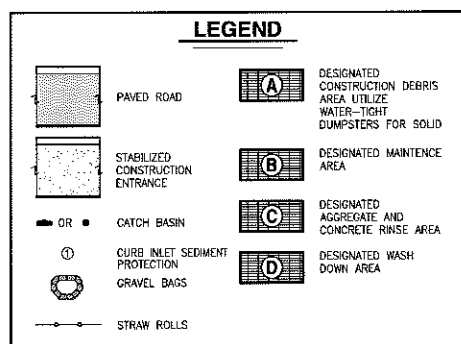 LEGEND
PAVED ROAD
STABILIZED
CONSTRUCTION
ENTRANCE
OR
CATCH BASIN
1
CURB INLET SEDIMENT
PROTECTION
GRAVEL BAGS
STRAW ROLLS
A
DESIGNATED
CONSTRUCTION DEBRIS
AREA UTILIZE
WATER-TIGHT
DUMPSTERS FOR SOLID
B
DESIGNATED MAINTENCE
AREA
C
DESIGNATED
AGGREGATE AND
CONCRETE RINSE AREA
D
DESIGNATED WASH
DOWN AREA